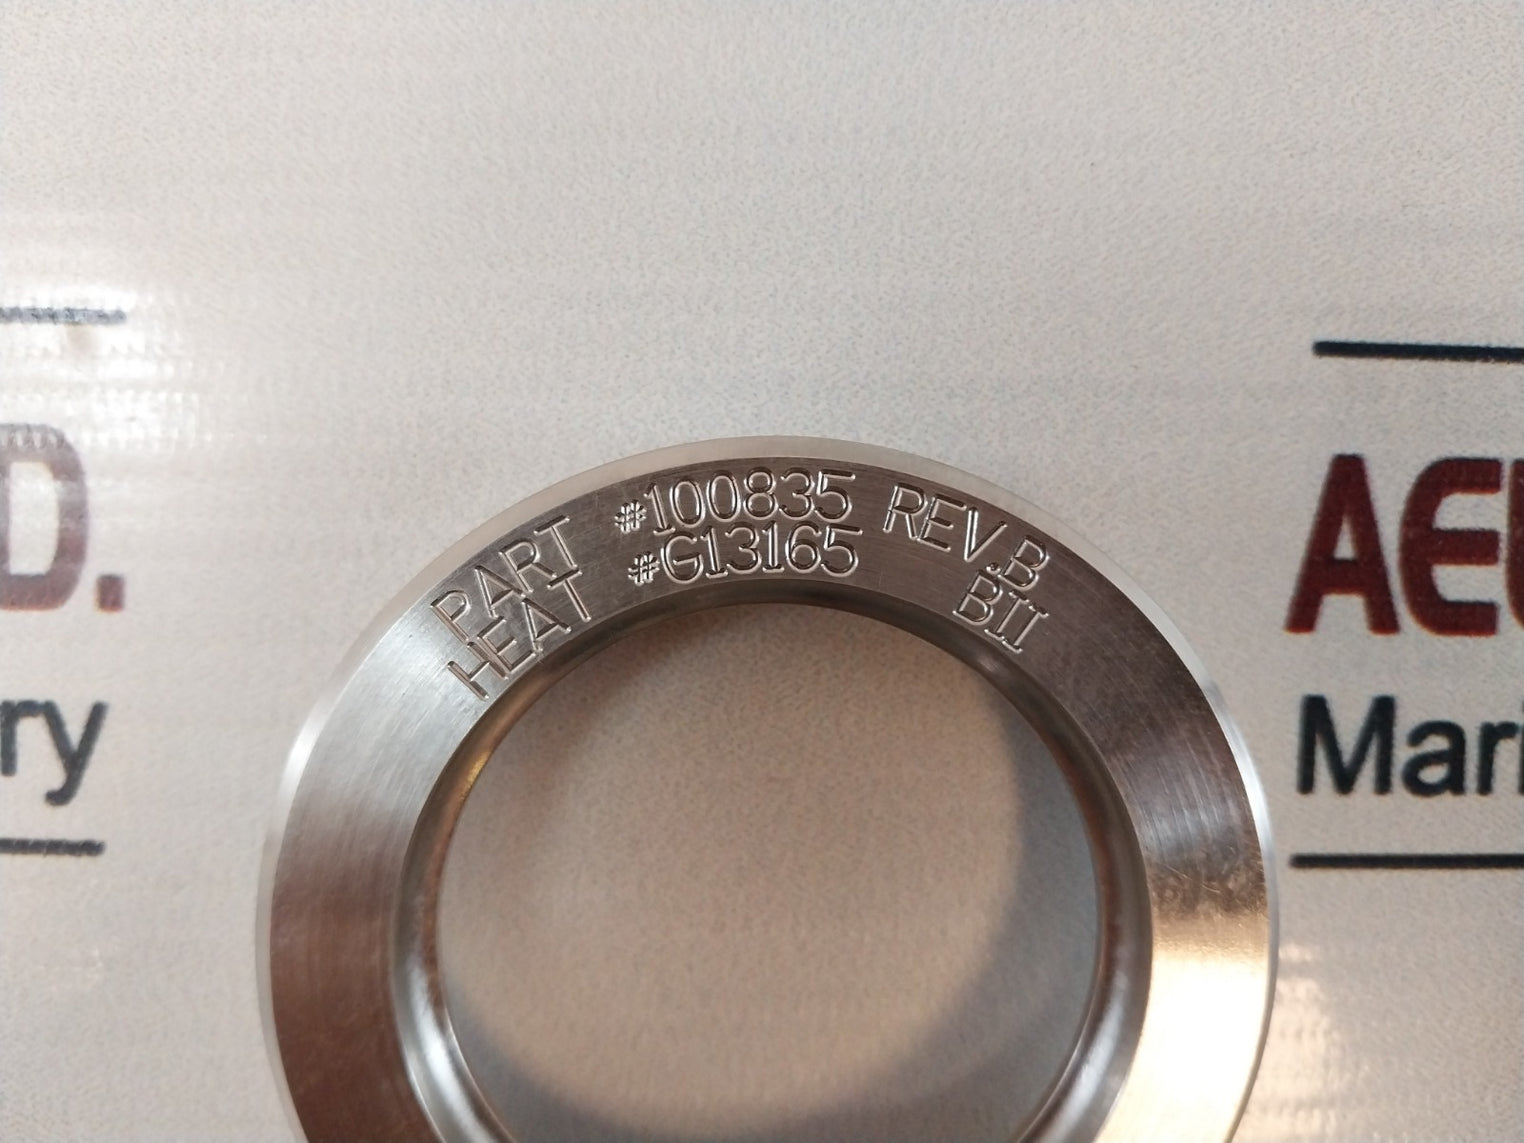 PART #100835 REV.B
HEAT #G13165 BII
D.
ry
AE
Mari